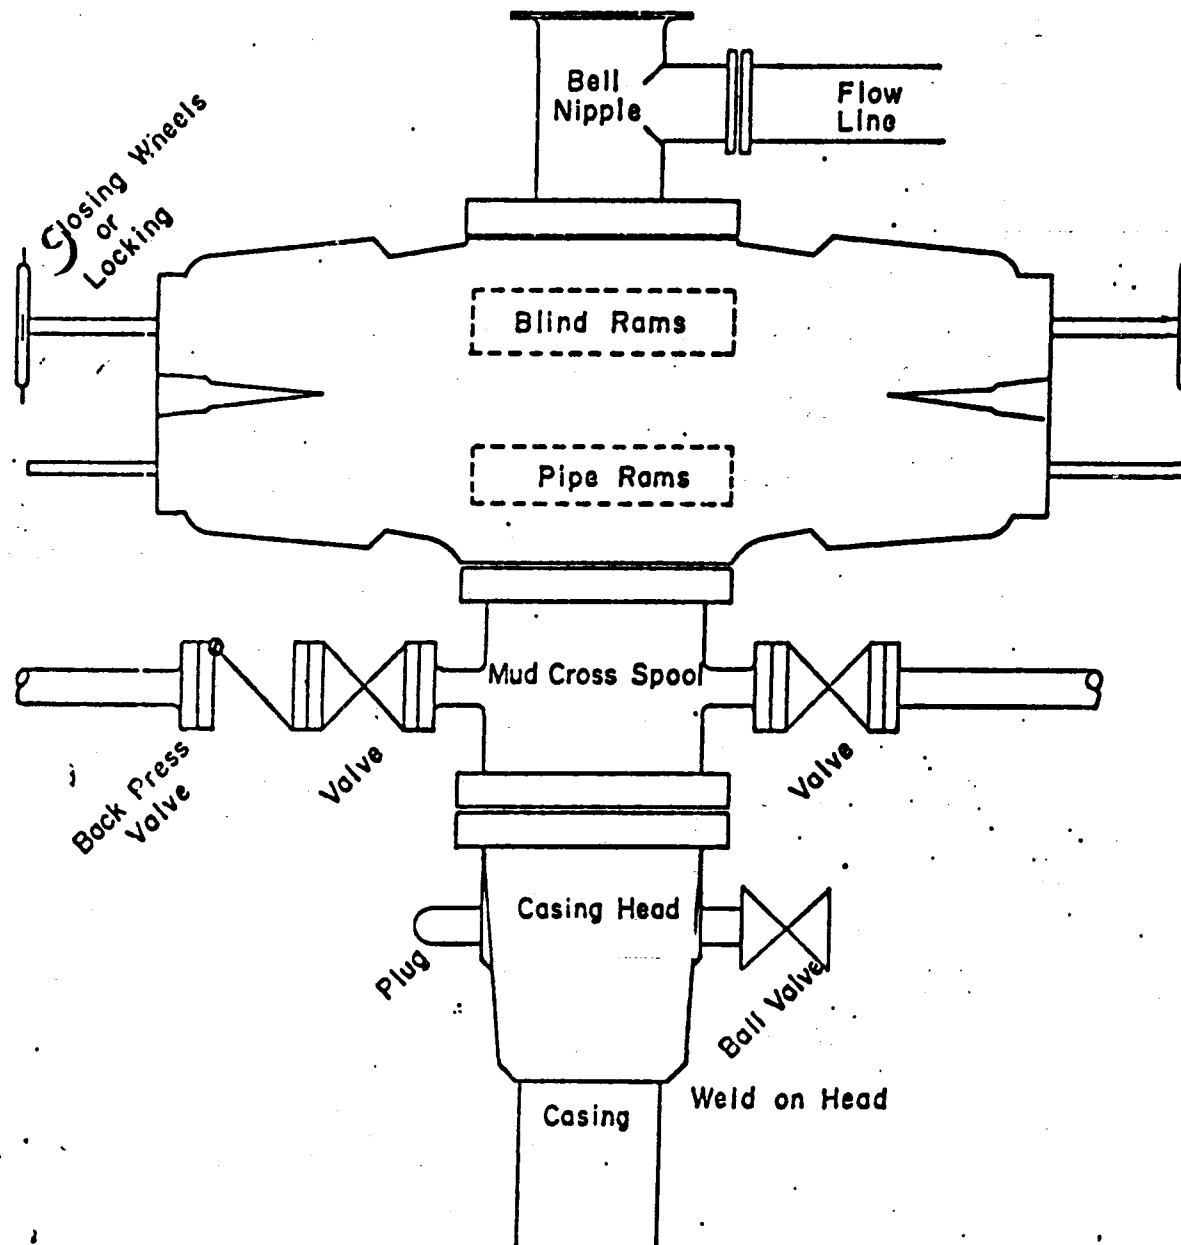 Bell
Nipple
Flow
Line
Closing Wheels
or
Locking
Blind Rams
Pipe Rams
Mud Cross Spool
Back Press
Valve
Valve
Valve
Casing Head
Plug
Ball Valve
Weld on Head
Casing